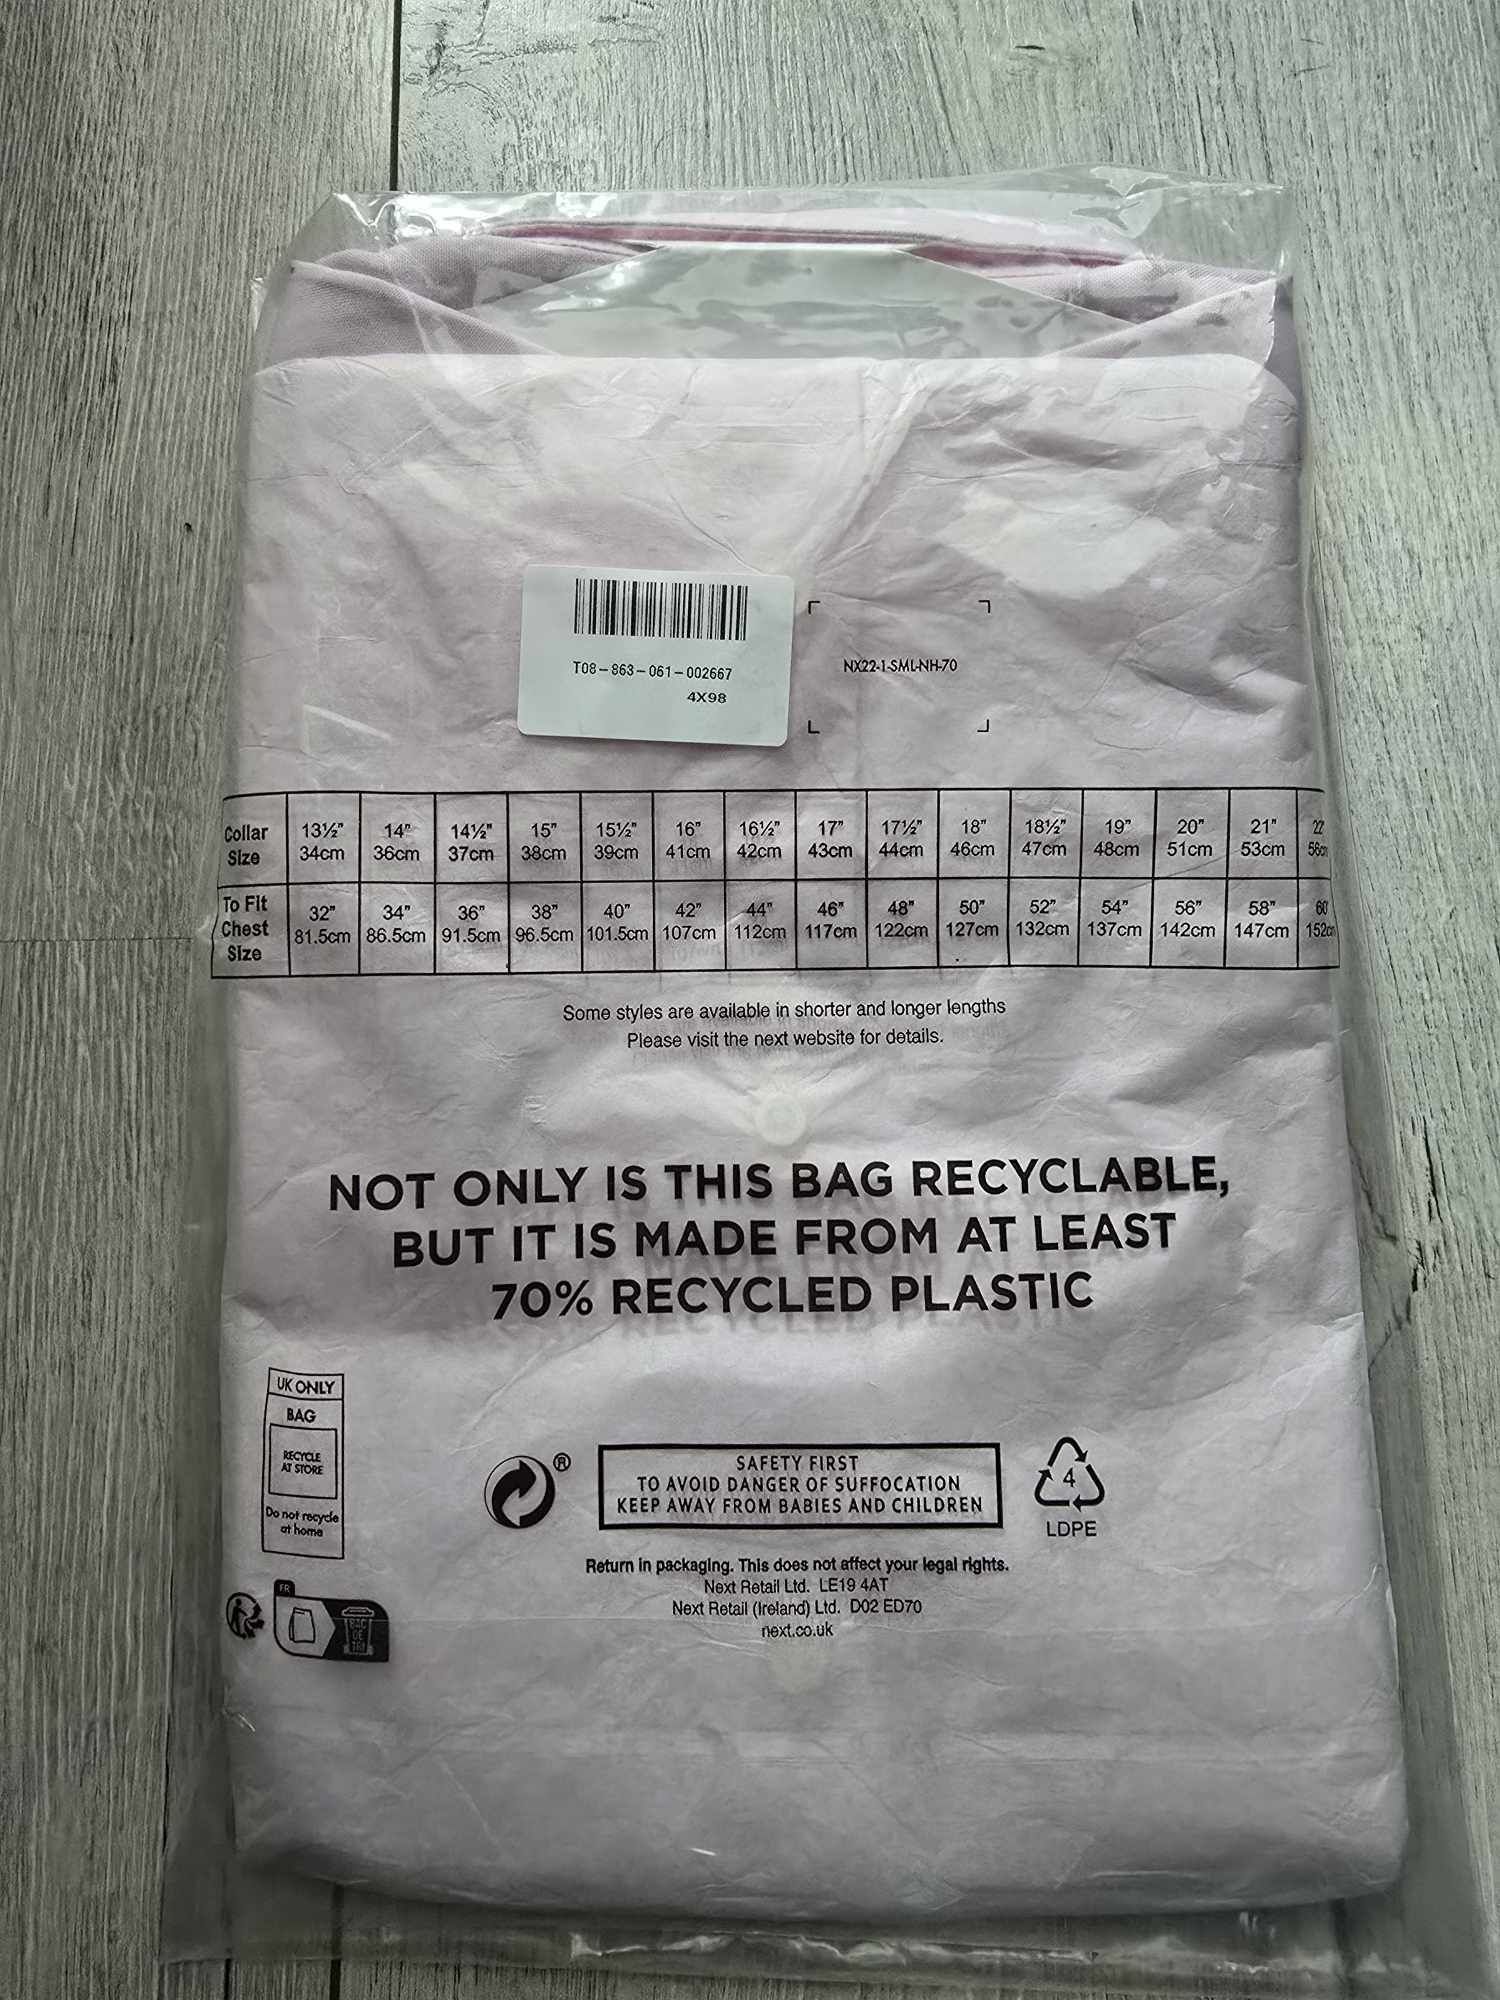 T08-863-061-002667
4X98
NX22-1-SML-NH-70
Collar Size 13½" 14" 14½" 15" 15½" 16" 16½" 17" 17½" 18" 18½" 19" 20" 21" 22"
34cm 36cm 37cm 38cm 39cm 41cm 42cm 43cm 44cm 46cm 47cm 48cm 51cm 53cm 56cm
To Fit Chest Size 32" 34" 36" 38" 40" 42" 44" 46" 48" 50" 52" 54" 56" 58" 60"
81.5cm 86.5cm 91.5cm 96.5cm 101.5cm 107cm 112cm 117cm 122cm 127cm 132cm 137cm 142cm 147cm 152cm
Some styles are available in shorter and longer lengths
Please visit the next website for details.
NOT ONLY IS THIS BAG RECYCLABLE,
BUT IT IS MADE FROM AT LEAST
70% RECYCLED PLASTIC
UK ONLY
BAG
RECYCLE
AT STORE
Do not recycle
at home
®
SAFETY FIRST
TO AVOID DANGER OF SUFFOCATION
KEEP AWAY FROM BABIES AND CHILDREN
4
LDPE
Return in packaging. This does not affect your legal rights.
Next Retail Ltd. LE19 4AT
Next Retail (Ireland) Ltd. D02 ED70
next.co.uk
FR
BAC
DE
TRI